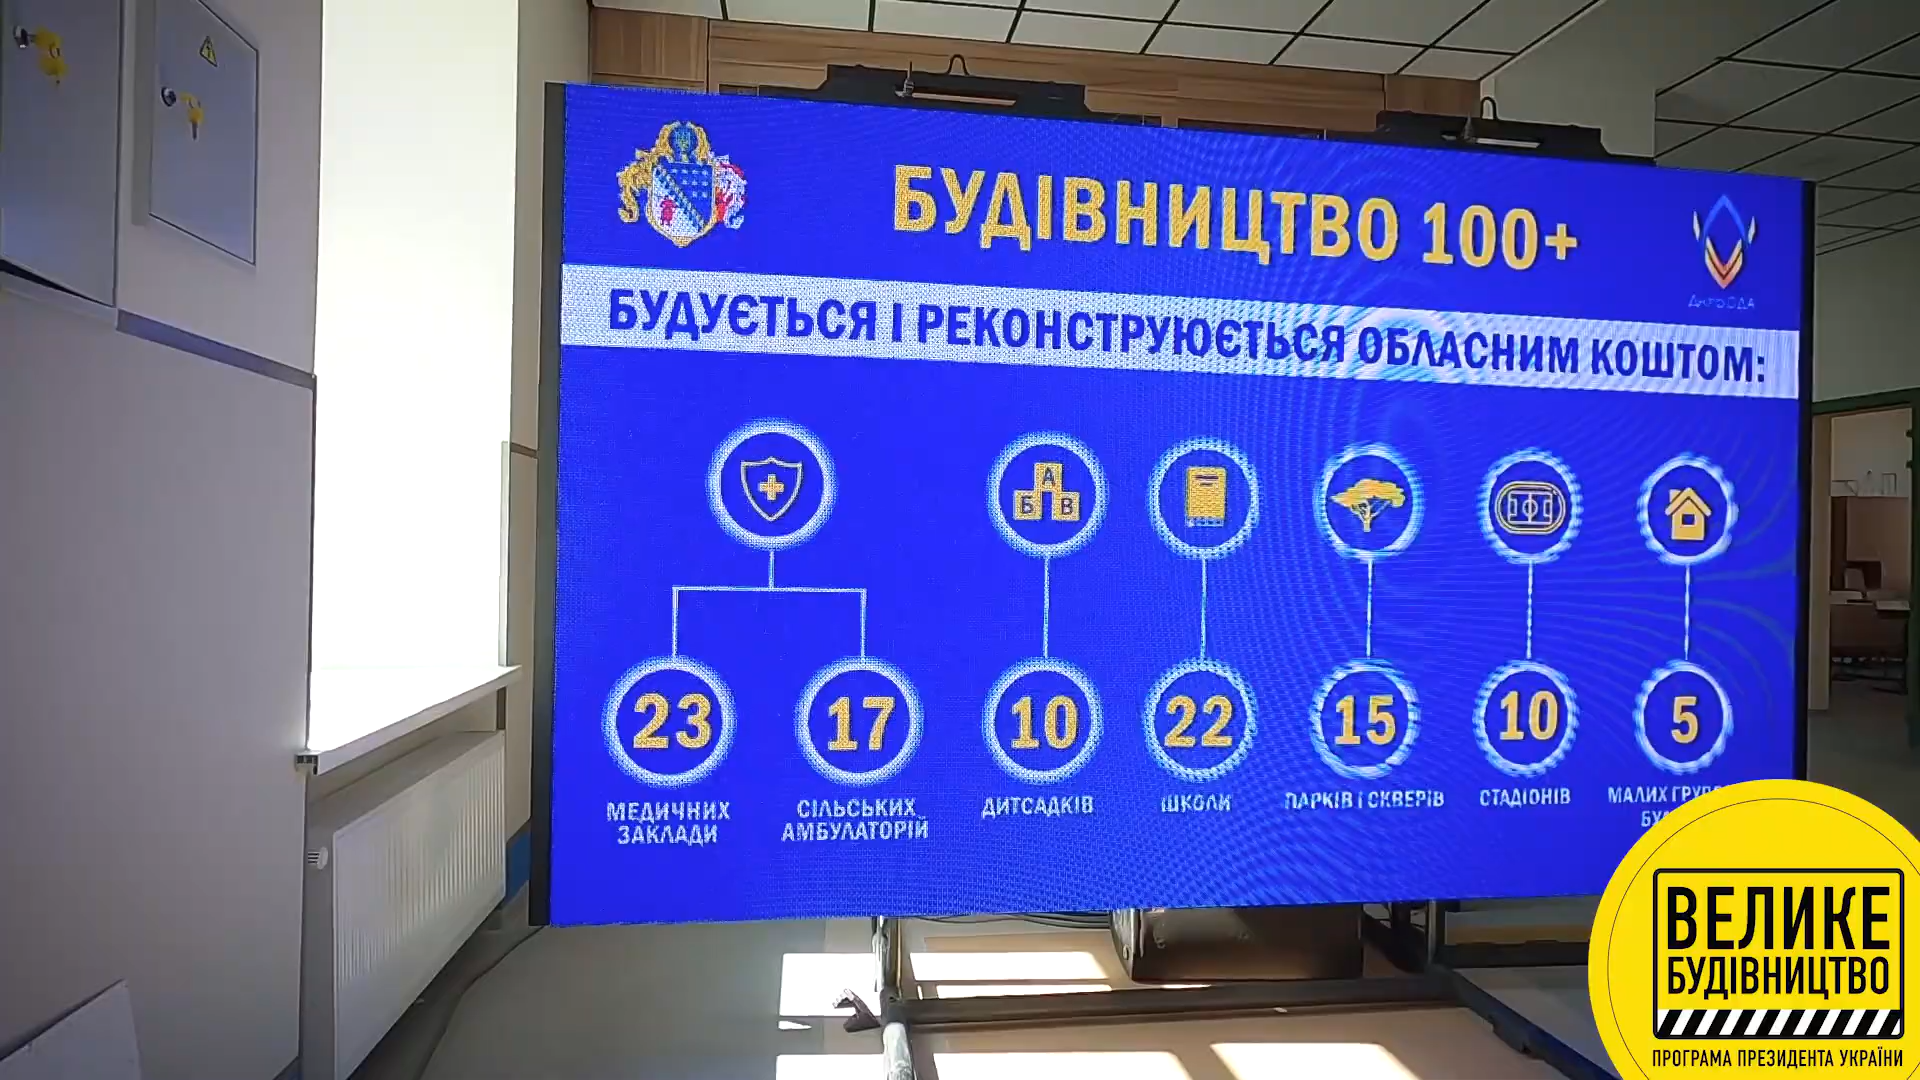 БУДІВНИЦТВО 100+
ДніпроОДА
БУДУЄТЬСЯ І РЕКОНСТРУЮЄТЬСЯ ОБЛАСНИМ КОШТОМ:
А
Б В
23 17 10 22 15 10 5
МЕДИЧНИХ ЗАКЛАДИ
СІЛЬСЬКИХ АМБУЛАТОРІЙ
ДИТСАДКІВ
ШКОЛИ
ПАРКІВ І СКВЕРІВ
СТАДІОНІВ
МАЛИХ
ВЕЛИКЕ
БУДІВНИЦТВО
ПРОГРАМА ПРЕЗИДЕНТА УКРАЇНИ